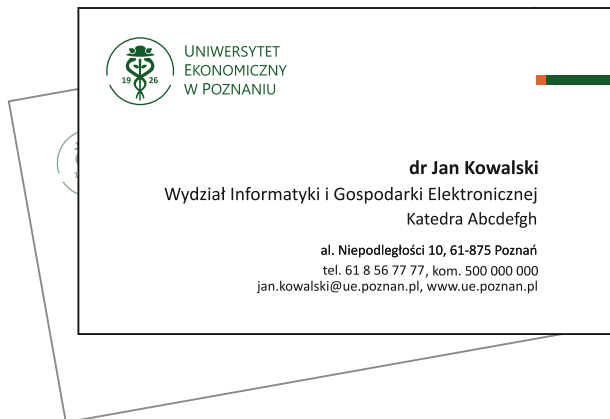 UNIWERSYTET
EKONOMICZNY
W POZNANIU
19 26
dr Jan Kowalski
Wydział Informatyki i Gospodarki Elektronicznej
Katedra Abcdefgh
al. Niepodległości 10, 61-875 Poznań
tel. 61 8 56 77 77, kom. 500 000 000
jan.kowalski@ue.poznan.pl, www.ue.poznan.pl